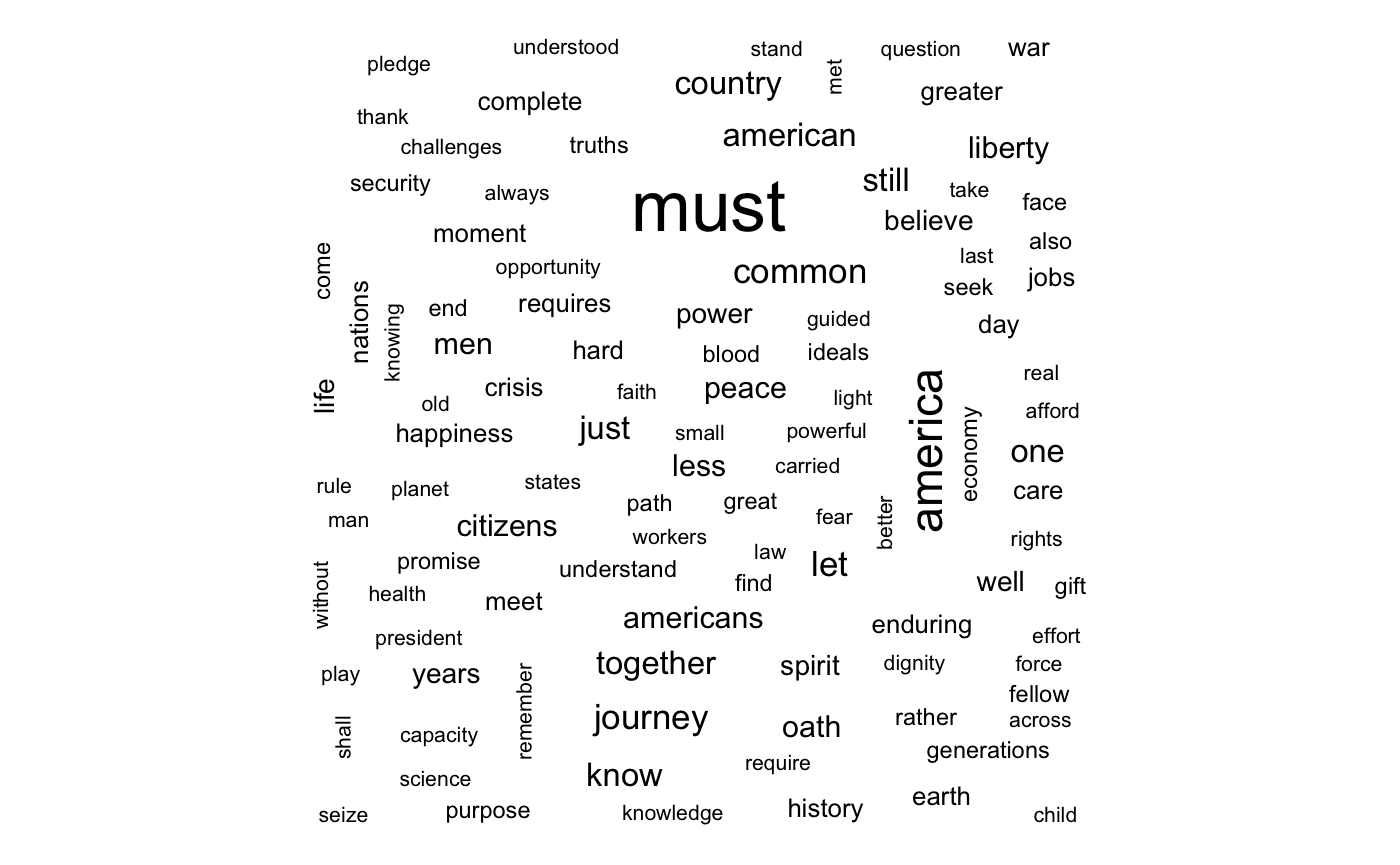 understood
stand
question
war
pledge
country
met
greater
complete
thank
american
challenges
truths
liberty
security
always
must
still
take
face
believe
moment
also
come
opportunity
common
last
jobs
seek
nations
end
requires
power
guided
day
knowing
men
hard
blood
ideals
life
crisis
faith
peace
light
america
real
old
afford
happiness
just
small
powerful
economy
one
less
carried
rule
planet
states
care
path
great
man
citizens
fear
better
workers
rights
promise
law
let
understand
find
well
gift
without
health
meet
americans
enduring
president
effort
together
spirit
dignity
force
play
years
remember
fellow
journey
oath
rather
across
shall
capacity
generations
require
science
know
earth
seize
purpose
knowledge
history
child